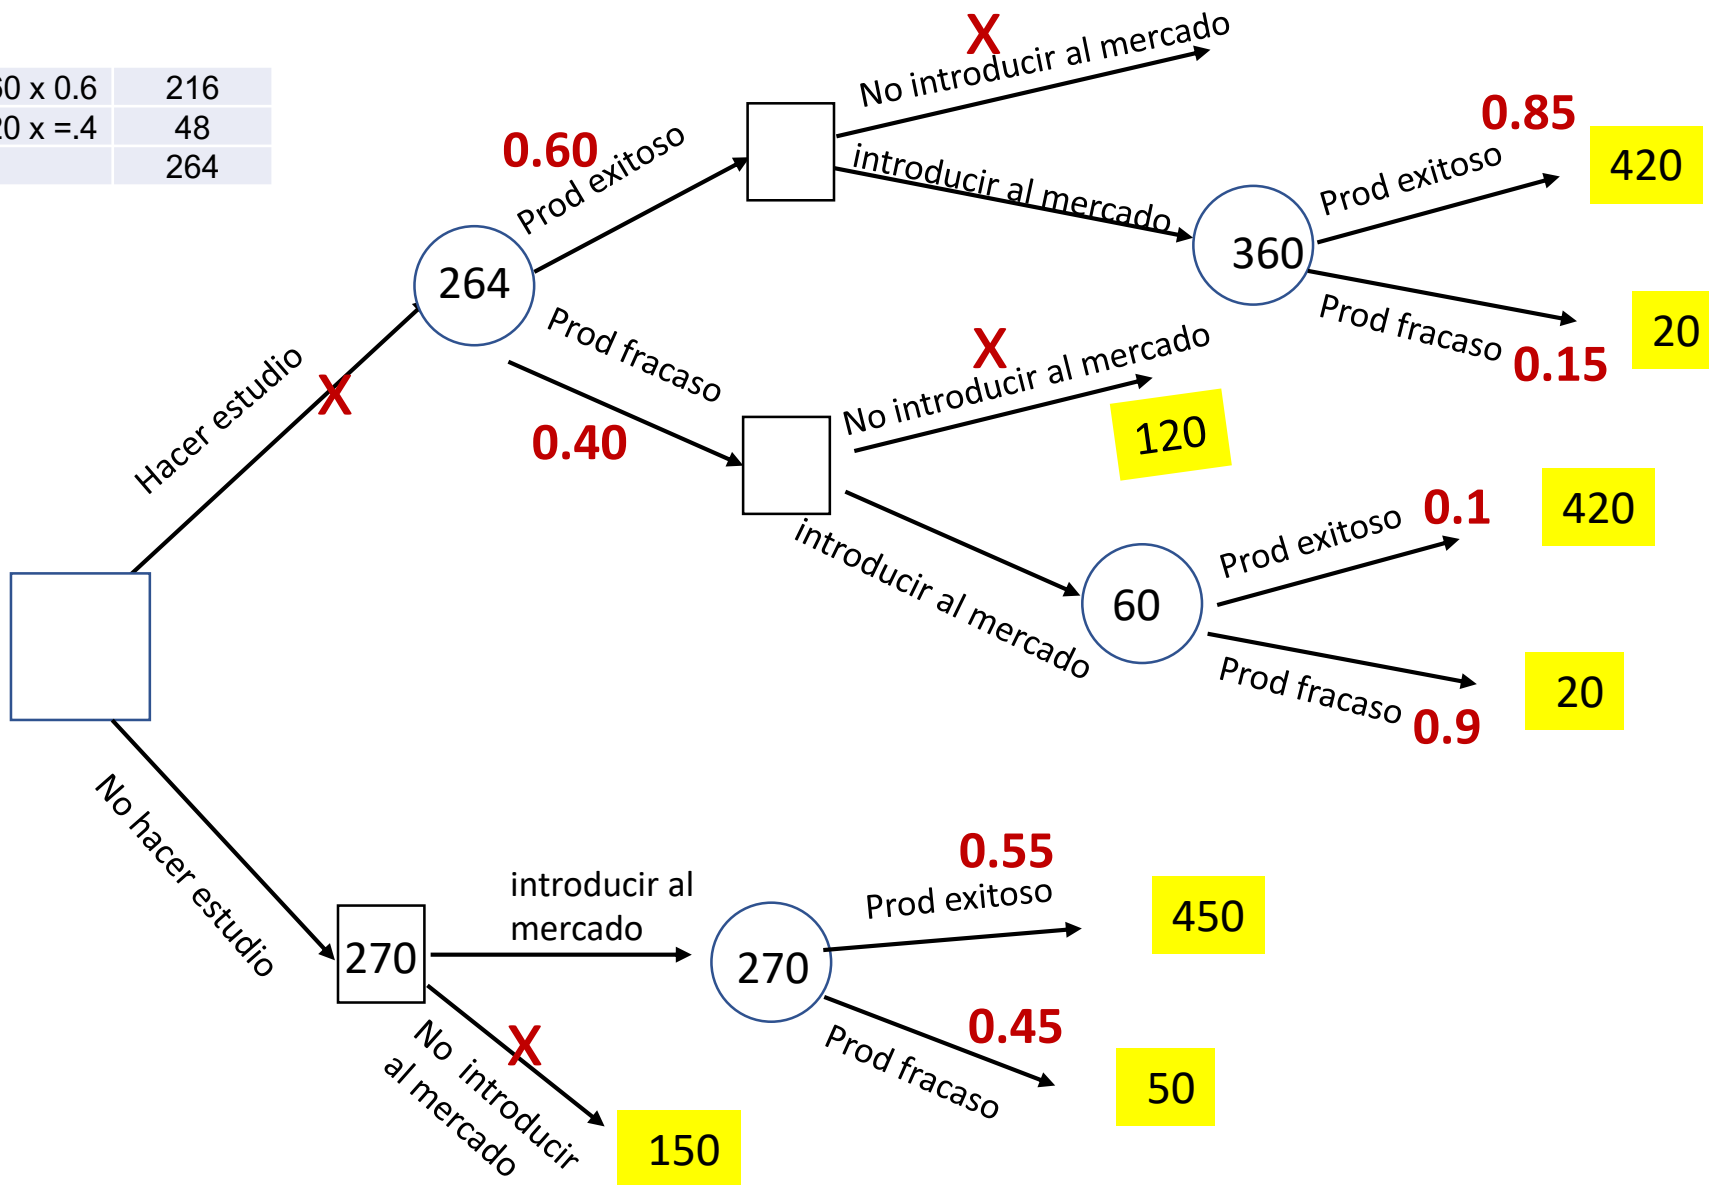 60 x 0.6 216
20 x =.4 48
264
X
No introducir al mercado
0.60
Prod exitoso
introducir al mercado
0.85
Prod exitoso
420
264
360
Prod fracaso
0.15
20
Hacer estudio
X
Prod fracaso
0.40
X
No introducir al mercado
120
introducir al mercado
60
Prod exitoso
0.1
420
Prod fracaso
0.9
20
No hacer estudio
270
introducir al
mercado
270
0.55
Prod exitoso
450
0.45
Prod fracaso
50
X
No introducir
al mercado
150